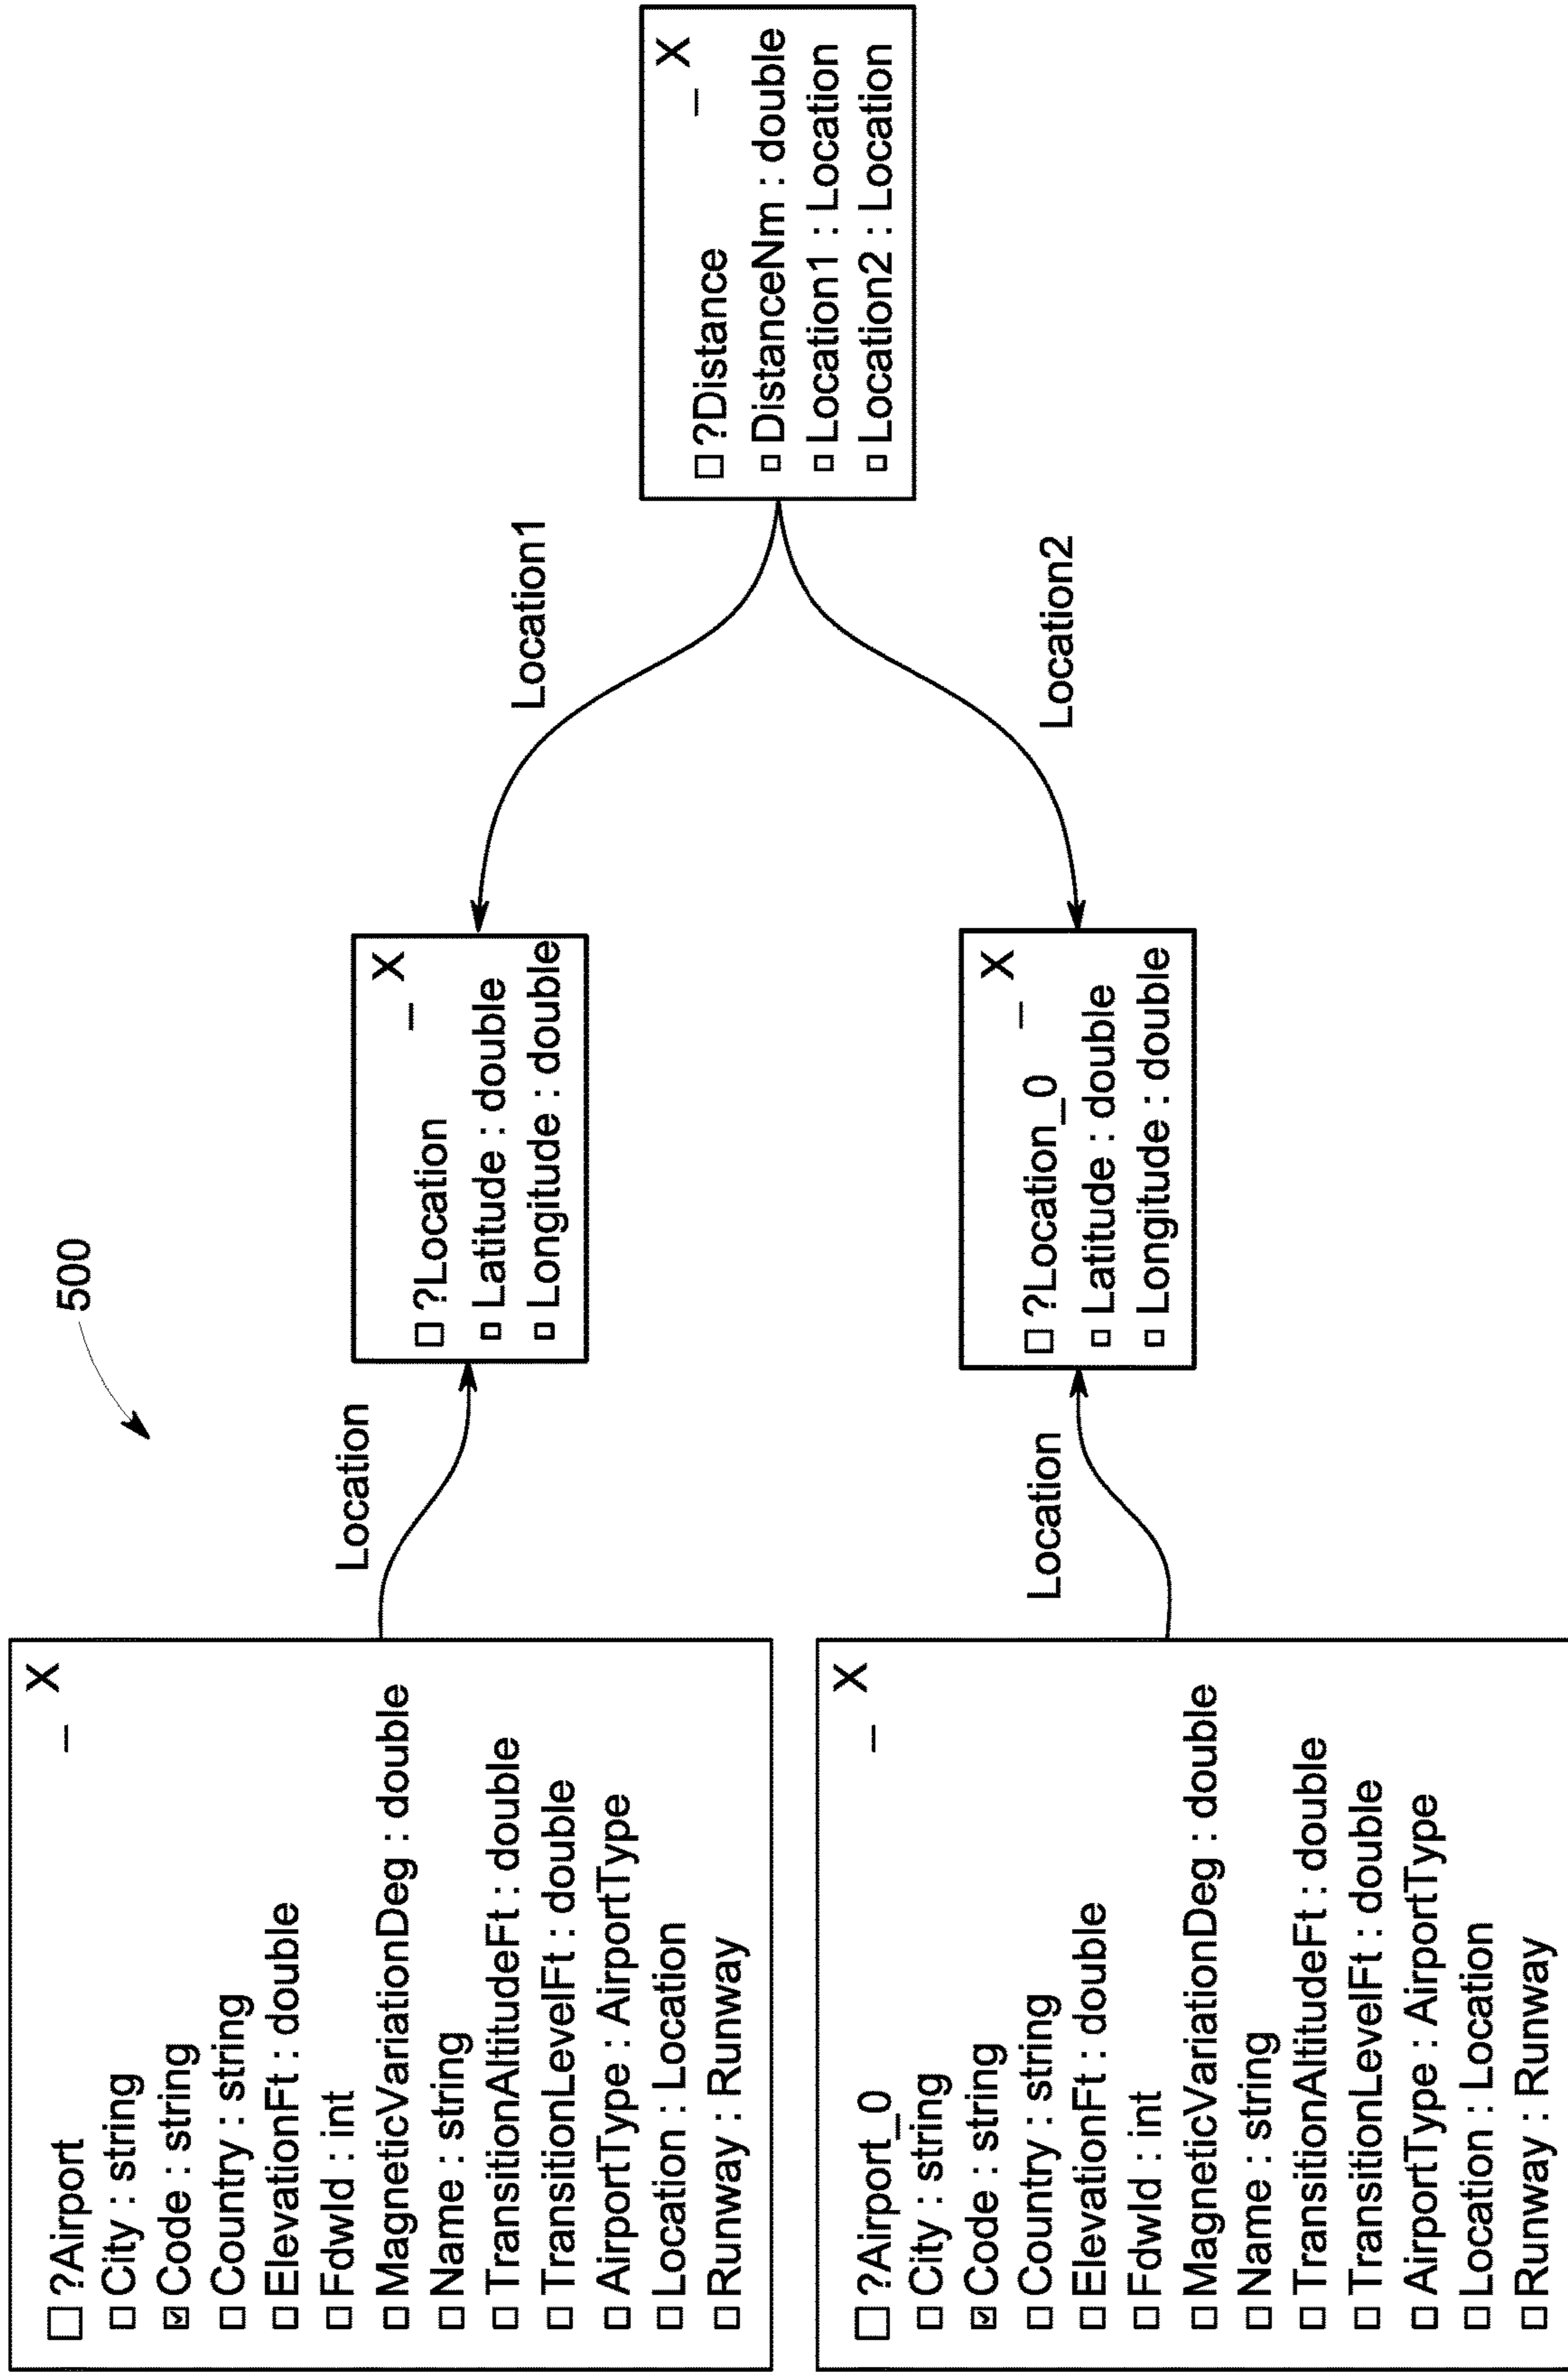 500
?Airport _ X
City : string
Code : string
Country : string
ElevationFt : double
FdwId : int
MagneticVariationDeg : double
Name : string
TransitionAltitudeFt : double
TransitionLevelFt : double
AirportType : AirportType
Location : Location
Runway : Runway
Location
?Location _ X
Latitude : double
Longitude : double
Location1
?Distance _ X
DistanceNm : double
Location1 : Location
Location2 : Location
?Airport_0 _ X
City : string
Code : string
Country : string
ElevationFt : double
FdwId : int
MagneticVariationDeg : double
Name : string
TransitionAltitudeFt : double
TransitionLevelFt : double
AirportType : AirportType
Location : Location
Runway : Runway
Location
?Location_0 _ X
Latitude : double
Longitude : double
Location2